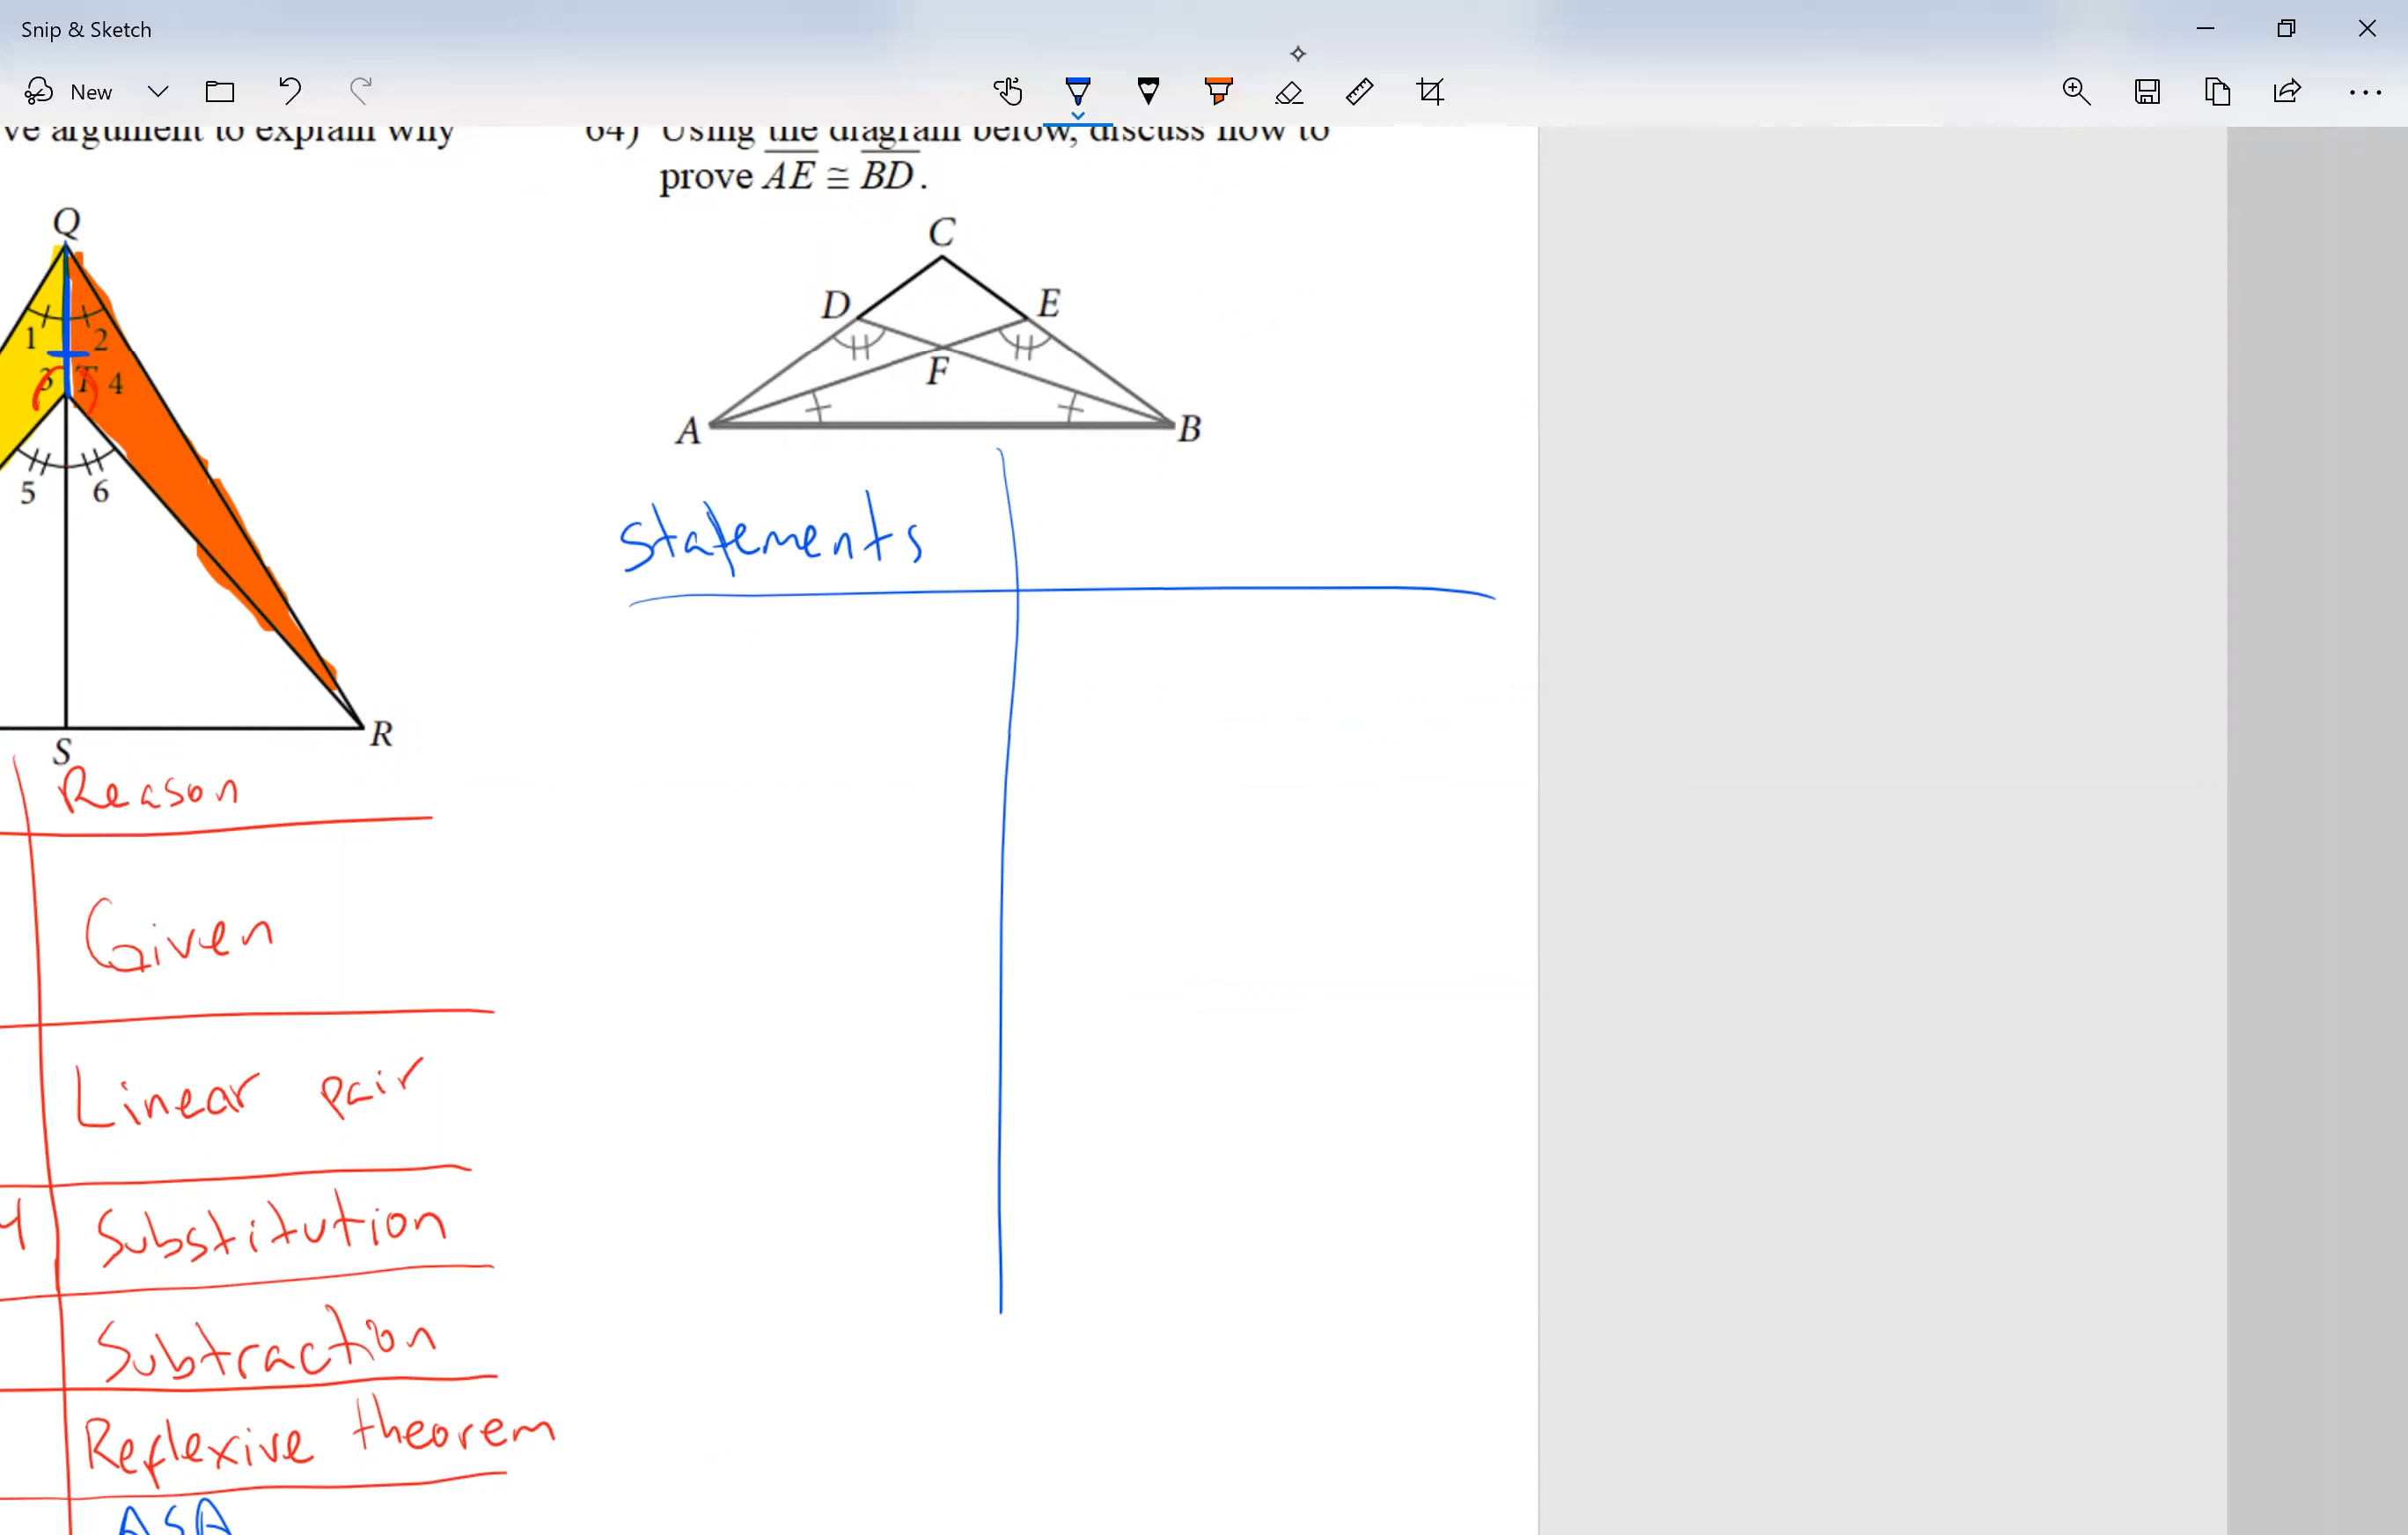 Snip & Sketch
New
ve argument to explain why
64) Using the diagram below, discuss how to
prove AE ≅ BD.
Q
1 2
3 T 4
5 6
S
R
C
D E
F
A B
Statements
Reason
Given
Linear pair
4 Substitution
Subtraction
Reflexive theorem
ASA